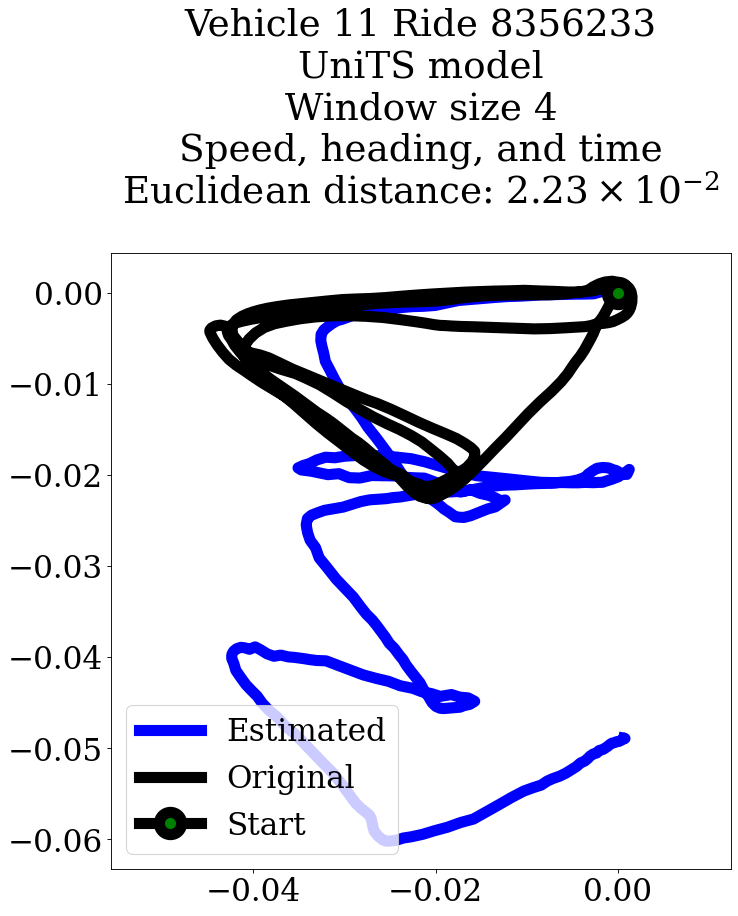 Vehicle 11 Ride 8356233
UniTS model
Window size 4
Speed, heading, and time
Euclidean distance: 2.23 × 10⁻²
0.00
−0.01
−0.02
−0.03
−0.04
−0.05
−0.06
Estimated
Original
Start
−0.04
−0.02
0.00